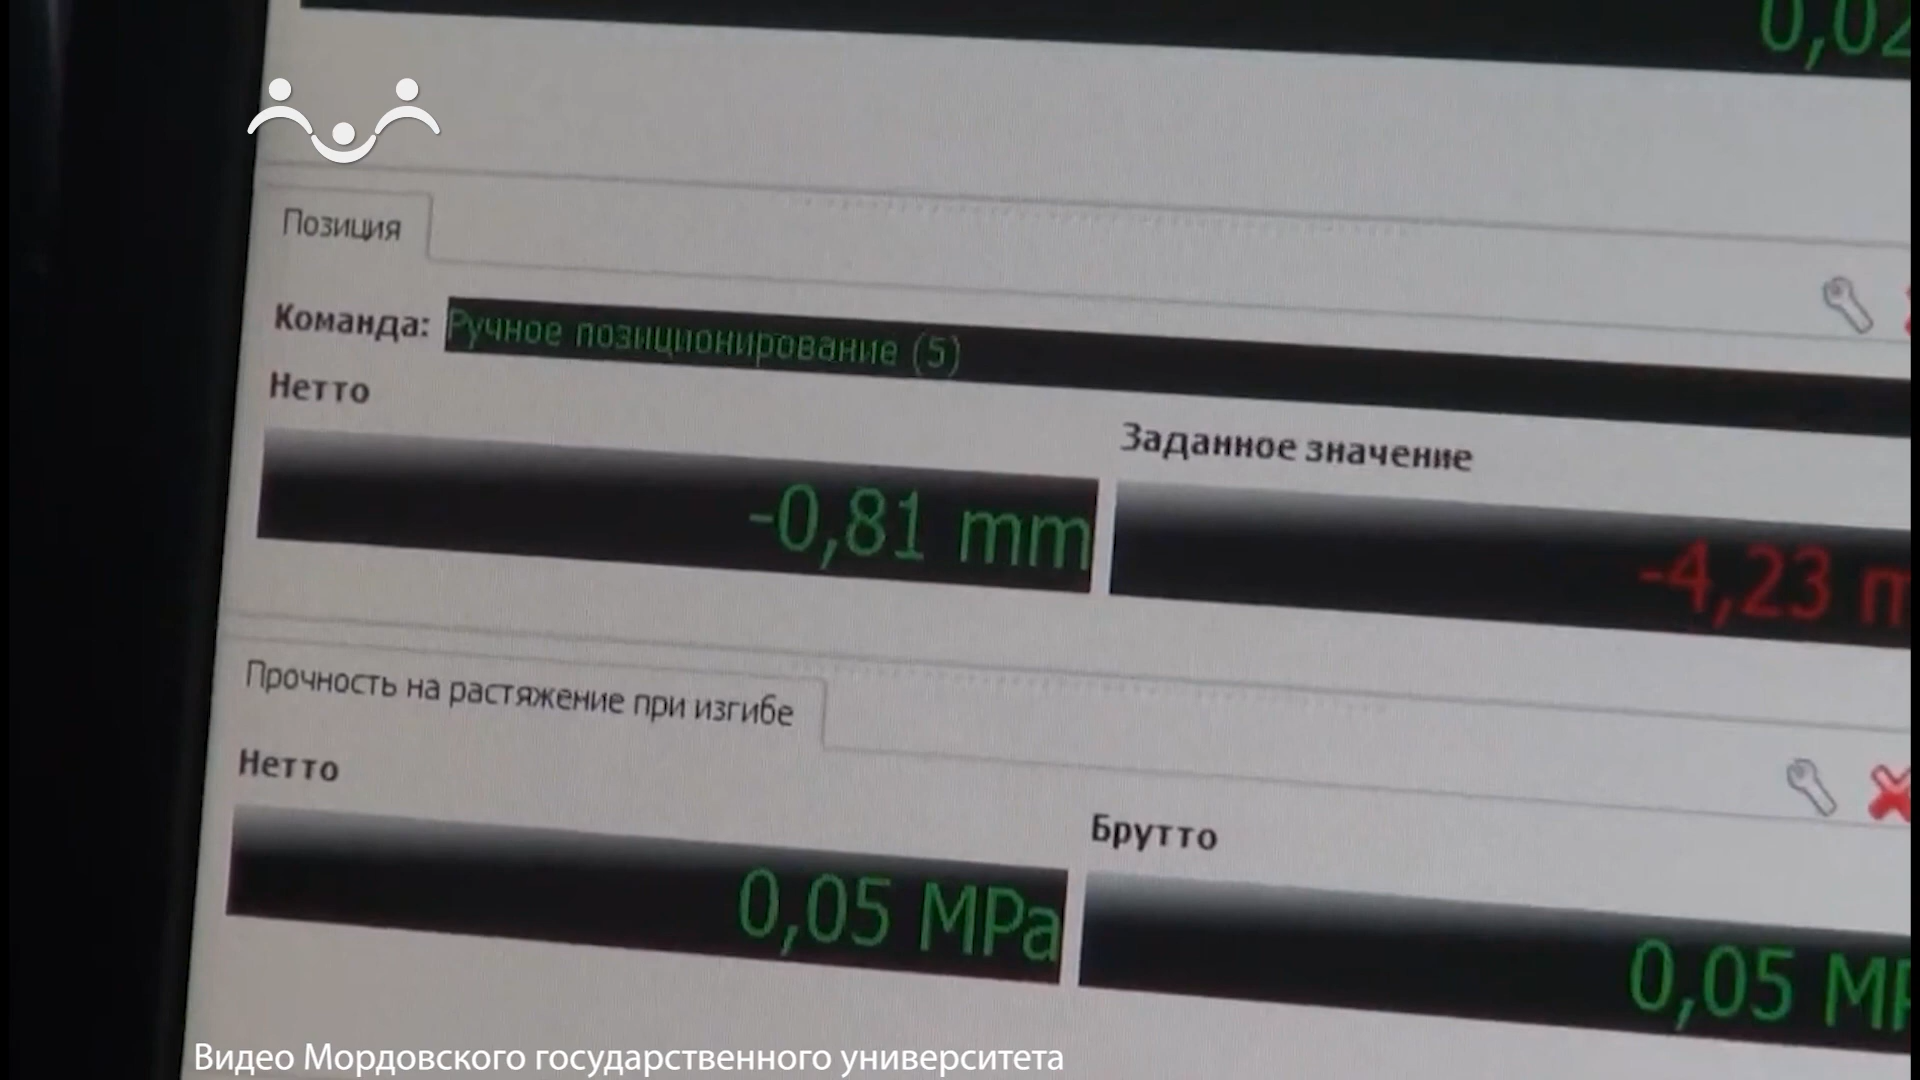 0,02
Позиция
Команда: Ручное позиционирование (5)
Нетто
Заданное значение
-0,81 mm
-4,23 m
Прочность на растяжение при изгибе
Нетто
Брутто
0,05 MPa
0,05 MP
Видео Мордовского государственного университета